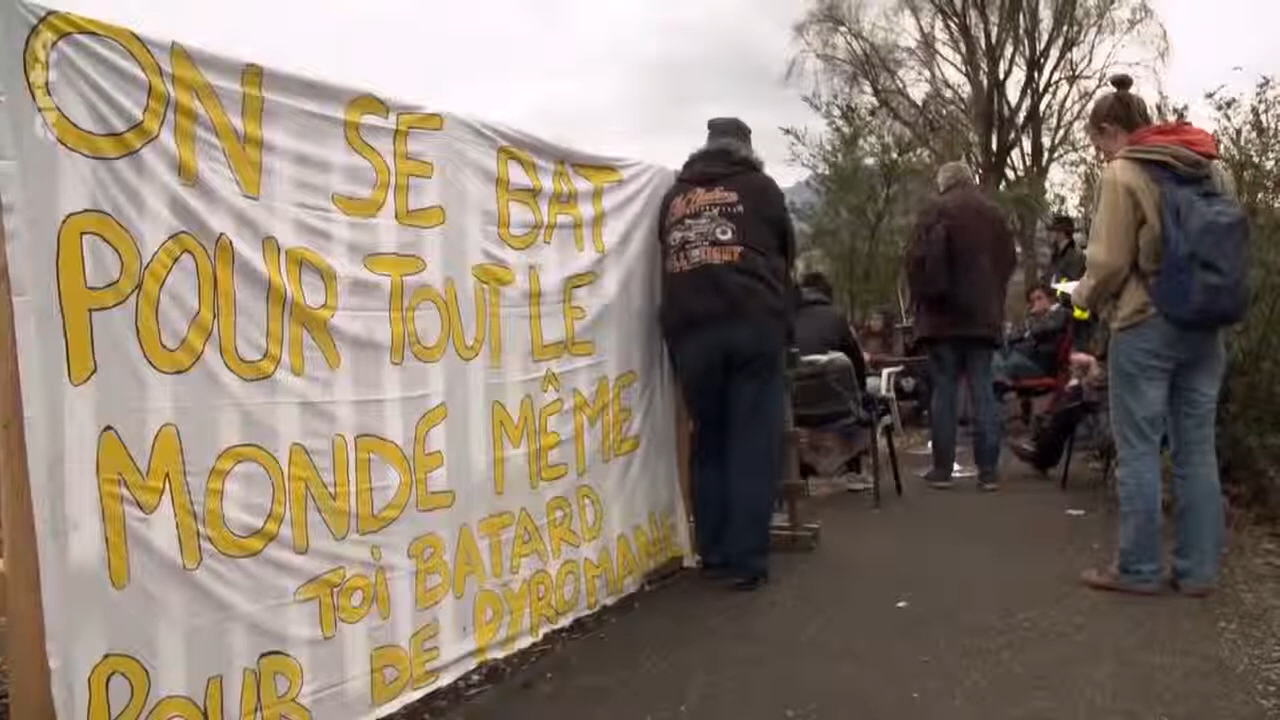 ON SE BAT
POUR TOUT LE
MONDE MÊME
TOi BATARD
DE PYROMANE
POUR